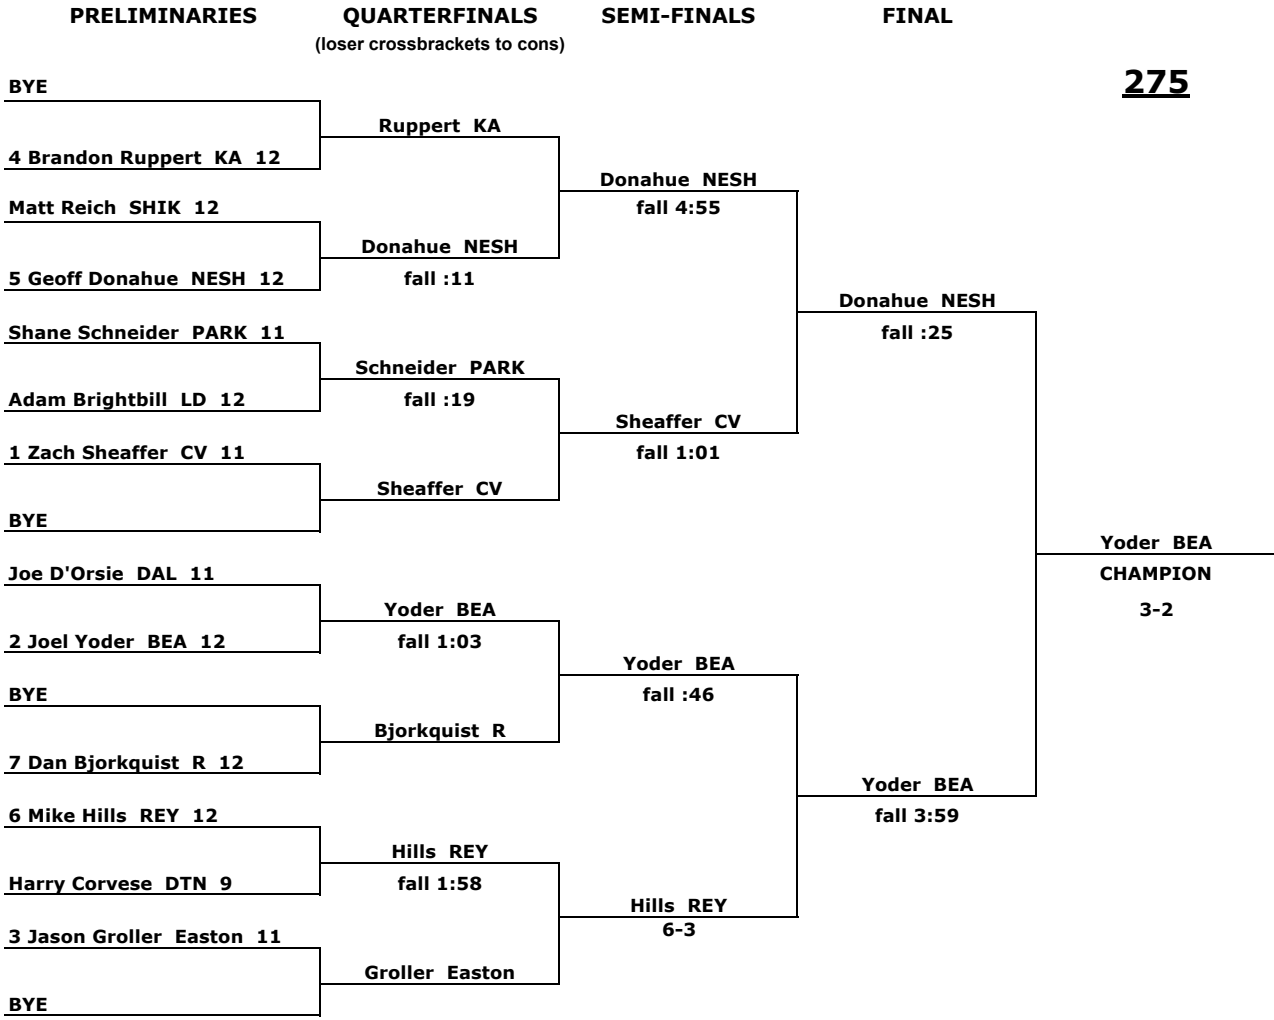 PRELIMINARIES QUARTERFINALS SEMI-FINALS FINAL
(loser crossbrackets to cons)
275
BYE
Ruppert KA
4 Brandon Ruppert KA 12
Donahue NESH
Matt Reich SHIK 12
fall 4:55
Donahue NESH
5 Geoff Donahue NESH 12
fall :11
Donahue NESH
Shane Schneider PARK 11
fall :25
Schneider PARK
Adam Brightbill LD 12
fall :19
Sheaffer CV
1 Zach Sheaffer CV 11
fall 1:01
Sheaffer CV
BYE
Yoder BEA
Joe D'Orsie DAL 11
CHAMPION
Yoder BEA
3-2
2 Joel Yoder BEA 12
fall 1:03
Yoder BEA
BYE
fall :46
Bjorkquist R
7 Dan Bjorkquist R 12
Yoder BEA
6 Mike Hills REY 12
fall 3:59
Hills REY
Harry Corvese DTN 9
fall 1:58
Hills REY
6-3
3 Jason Groller Easton 11
Groller Easton
BYE